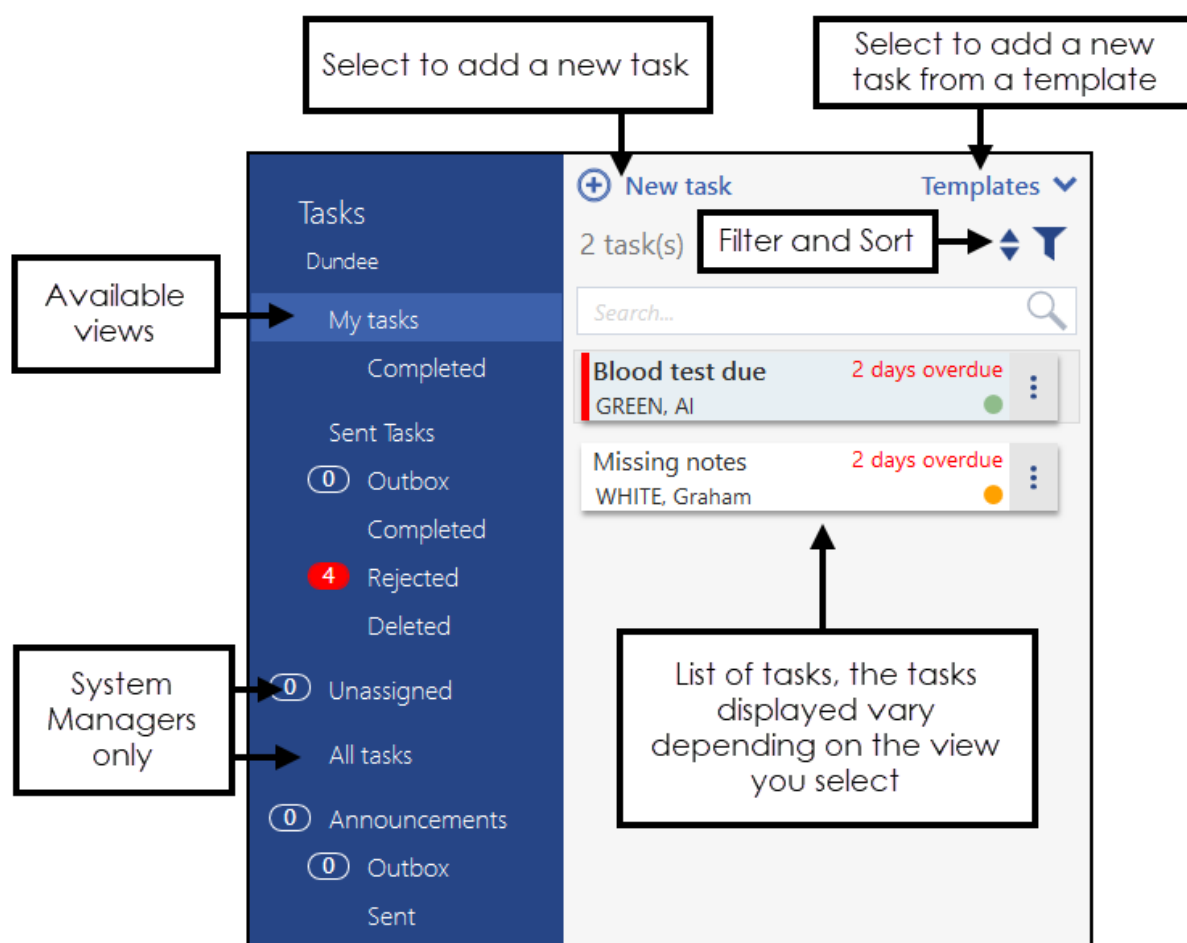 Select to add a new task
Select to add a new
task from a template
Tasks
Dundee
Available
views
My tasks
Completed
Sent Tasks
0 Outbox
Completed
4 Rejected
Deleted
System
Managers
only
0 Unassigned
All tasks
0 Announcements
0 Outbox
Sent
New task
Templates
2 task(s)
Filter and Sort
Search...
Blood test due 2 days overdue
GREEN, Al
Missing notes 2 days overdue
WHITE, Graham
List of tasks, the tasks
displayed vary
depending on the view
you select